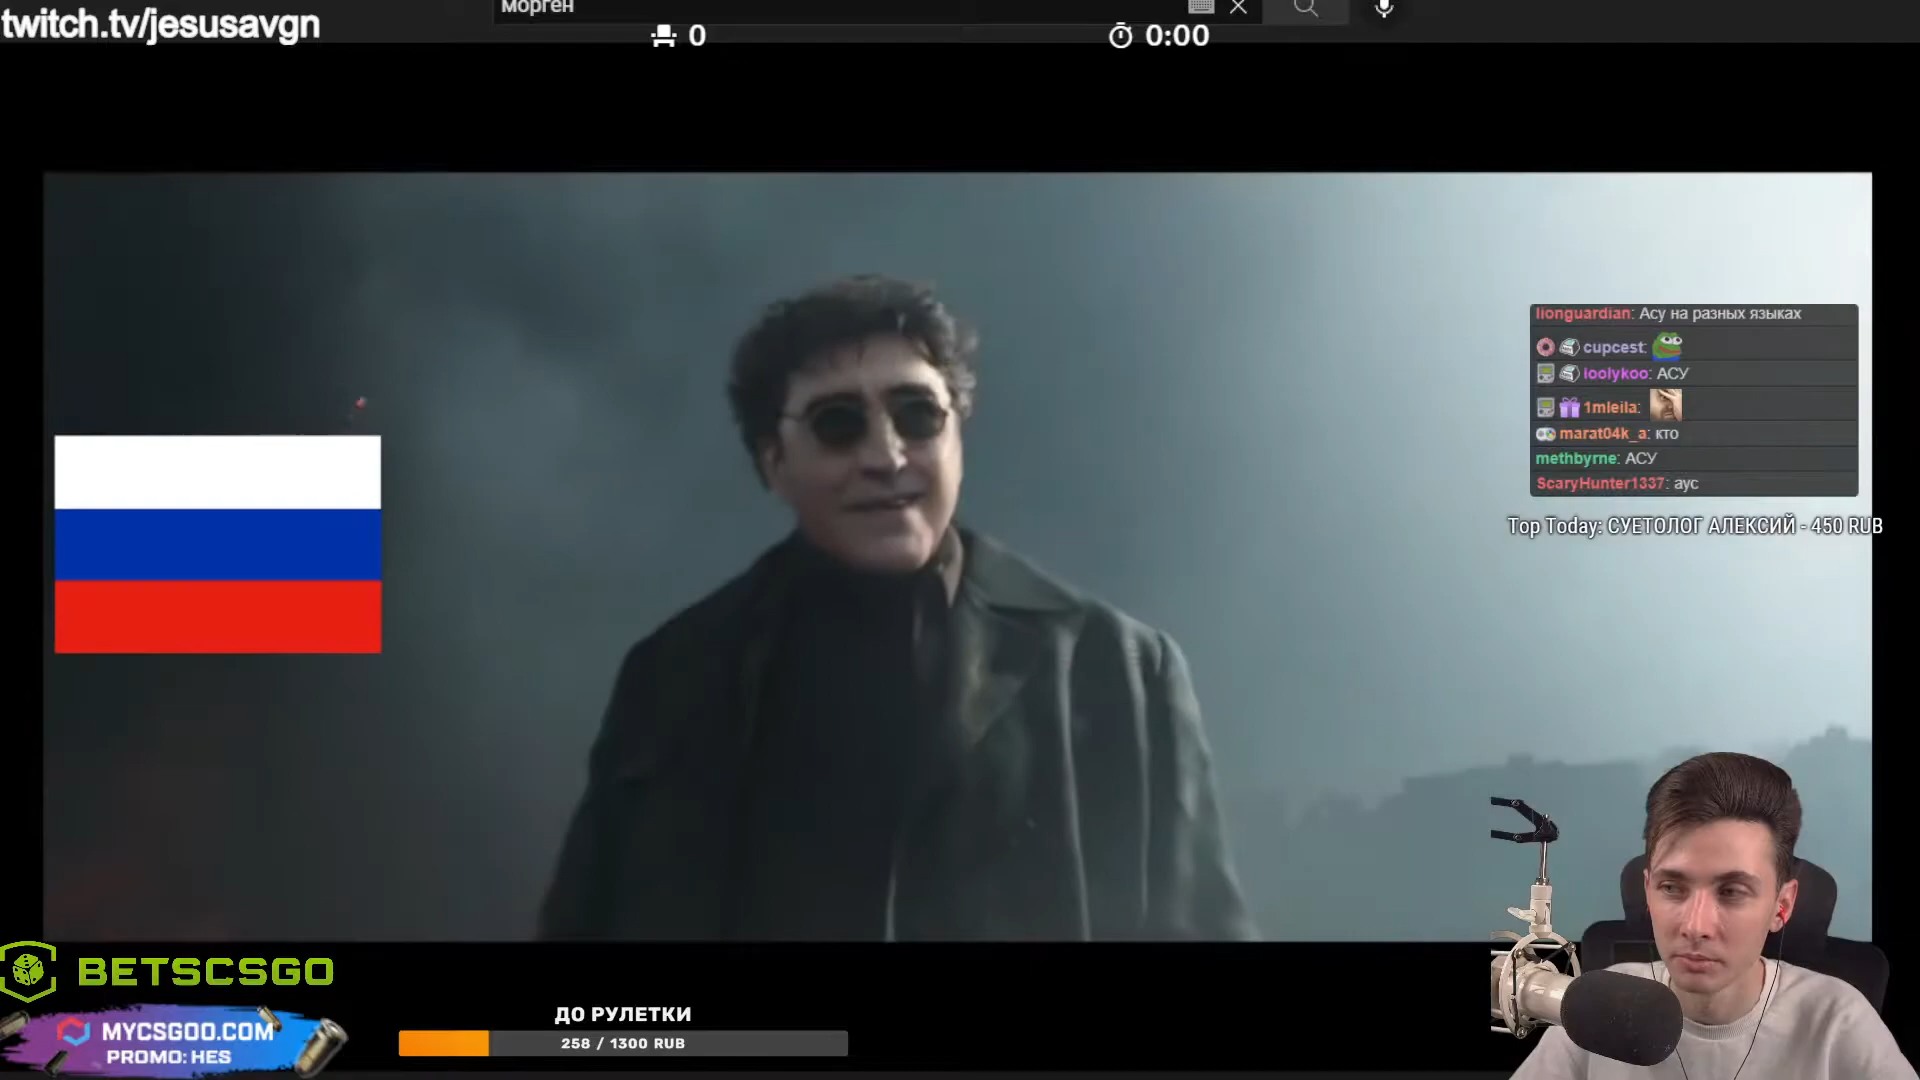 twitch.tv/jesusavgn
морген
0
0:00
lionguardian: Асу на разных языках
cupcest:
loolykoo: АСУ
1mleila:
marat04k_a: кто
methbyrne: АСУ
ScaryHunter1337: аус
Top Today: СУЕТОЛОГ АЛЕКСИЙ - 450 RUB
BETSCSGO
MYCSGOO.COM
PROMO: HES
ДО РУЛЕТКИ
258 / 1300 RUB